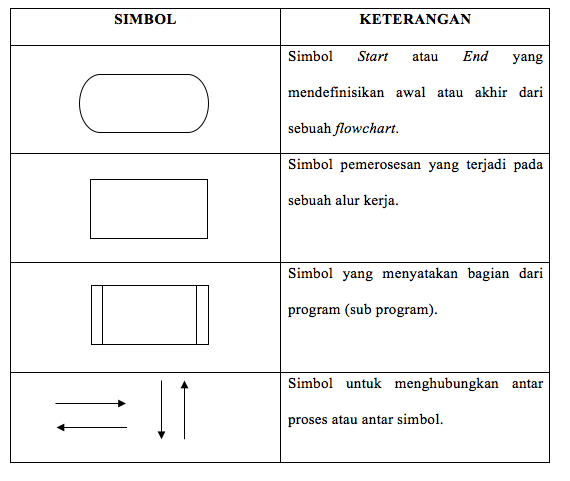 SIMBOL KETERANGAN
Simbol Start atau End yang
mendefinisikan awal atau akhir dari
sebuah flowchart.
Simbol pemerosesan yang terjadi pada
sebuah alur kerja.
Simbol yang menyatakan bagian dari
program (sub program).
Simbol untuk menghubungkan antar
proses atau antar simbol.